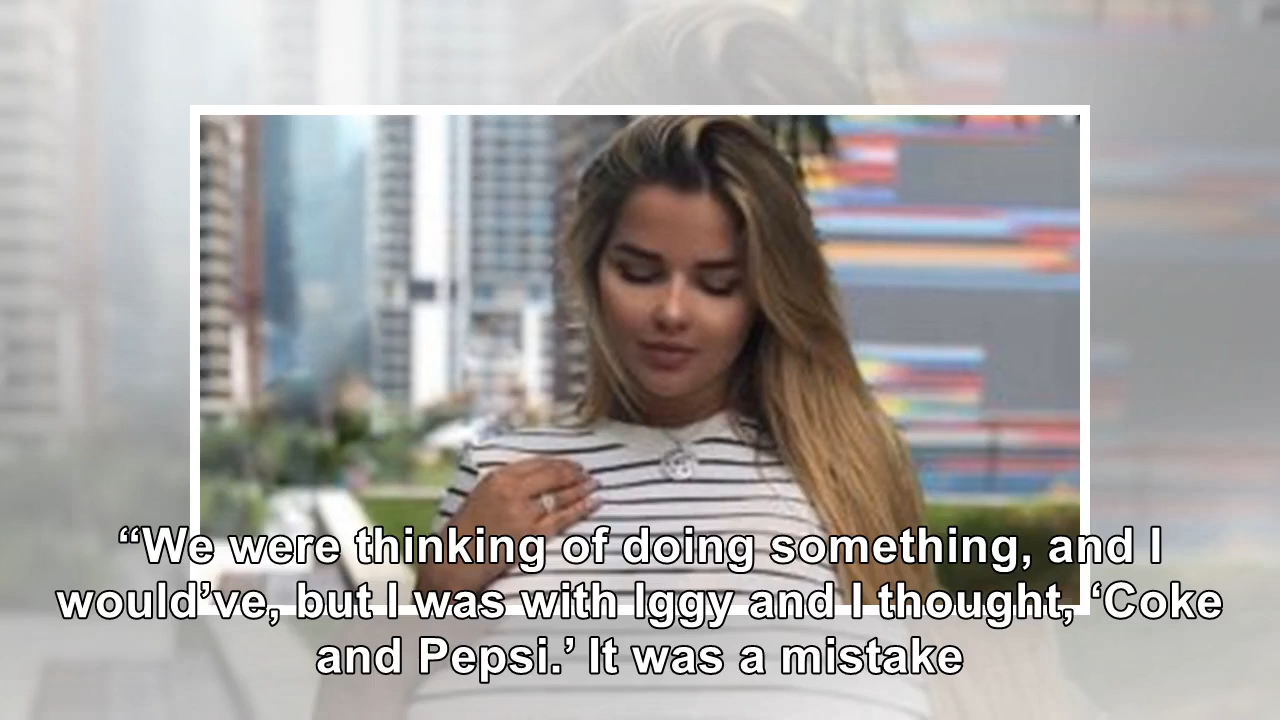 “We were thinking of doing something, and I
would’ve, but I was with Iggy and I thought, ‘Coke
and Pepsi.’ It was a mistake